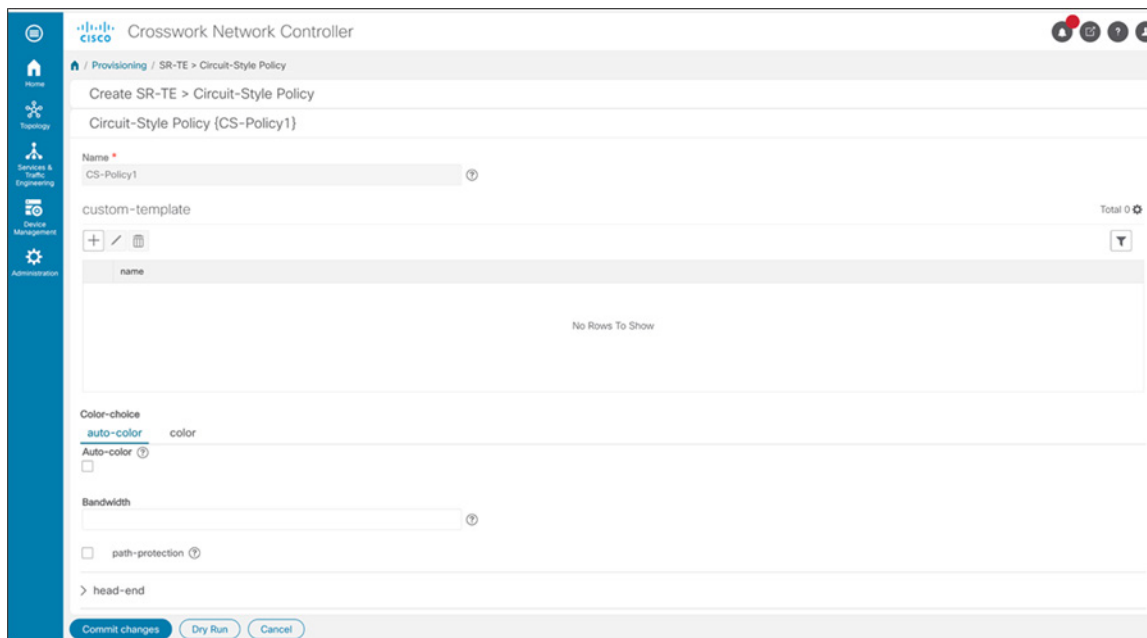 CISCO Crosswork Network Controller
Home
Topology
Services &
Traffic
Engineering
Device
Management
Administration
/ Provisioning / SR-TE > Circuit-Style Policy
Create SR-TE > Circuit-Style Policy
Circuit-Style Policy {CS-Policy1}
Name *
CS-Policy1
custom-template
Total 0
name
No Rows To Show
Color-choice
auto-color color
Auto-color
Bandwidth
path-protection
> head-end
Commit changes Dry Run Cancel